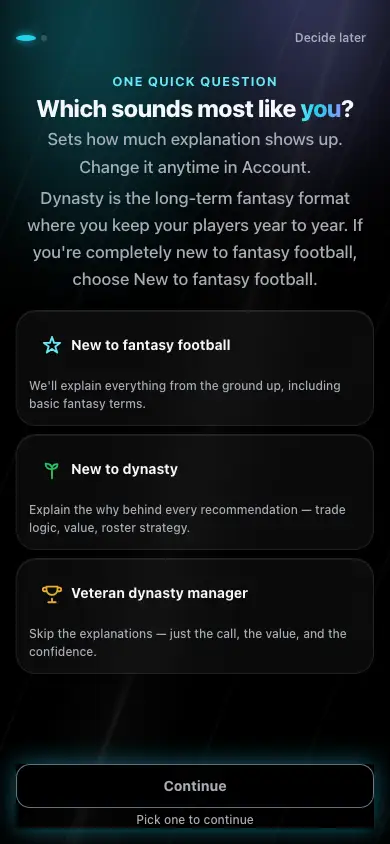 Decide later
ONE QUICK QUESTION
Which sounds most like you?
Sets how much explanation shows up.
Change it anytime in Account.
Dynasty is the long-term fantasy format
where you keep your players year to year. If
you're completely new to fantasy football,
choose New to fantasy football.
New to fantasy football
We'll explain everything from the ground up, including
basic fantasy terms.
New to dynasty
Explain the why behind every recommendation — trade
logic, value, roster strategy.
Veteran dynasty manager
Skip the explanations — just the call, the value, and the
confidence.
Continue
Pick one to continue